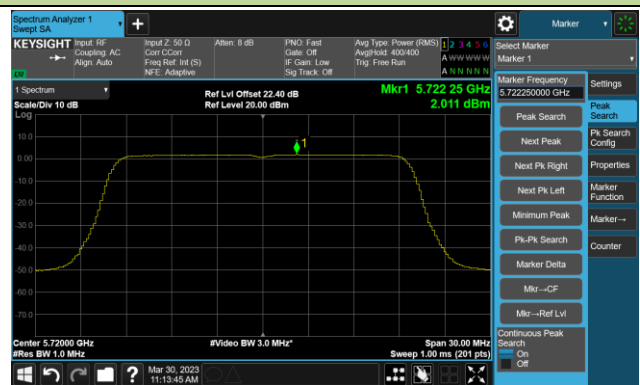 Spectrum Analyzer 1
Swept SA
+
Marker
KEYSIGHT
Input: RF
Coupling: AC
Align: Auto
Input Z: 50 Ω
Corr CCorr
Freq Ref: Int (S)
NFE: Adaptive
Atten: 8 dB
PNO: Fast
Gate: Off
IF Gain: Low
Sig Track: Off
Avg Type: Power (RMS)
Avg|Hold: 400/400
Trig: Free Run
1 2 3 4 5 6
A W W W W W
A N N N N N
Select Marker
Marker 1
1 Spectrum
Scale/Div 10 dB
Log
Ref Lvl Offset 22.40 dB
Ref Level 20.00 dBm
Mkr1 5.722 25 GHz
2.011 dBm
10.0
0.00
-10.0
-20.0
-30.0
-40.0
-50.0
-60.0
-70.0
1
Center 5.72000 GHz
#Res BW 1.0 MHz
#Video BW 3.0 MHz*
Span 30.00 MHz
Sweep 1.00 ms (201 pts)
Marker Frequency
5.722250000 GHz
Peak Search
Next Peak
Next Pk Right
Next Pk Left
Minimum Peak
Pk-Pk Search
Marker Delta
Mkr→CF
Mkr→Ref Lvl
Continuous Peak
Search
On
Off
Settings
Peak
Search
Pk Search
Config
Properties
Marker
Function
Marker→
Counter
?
Mar 30, 2023
11:13:45 AM